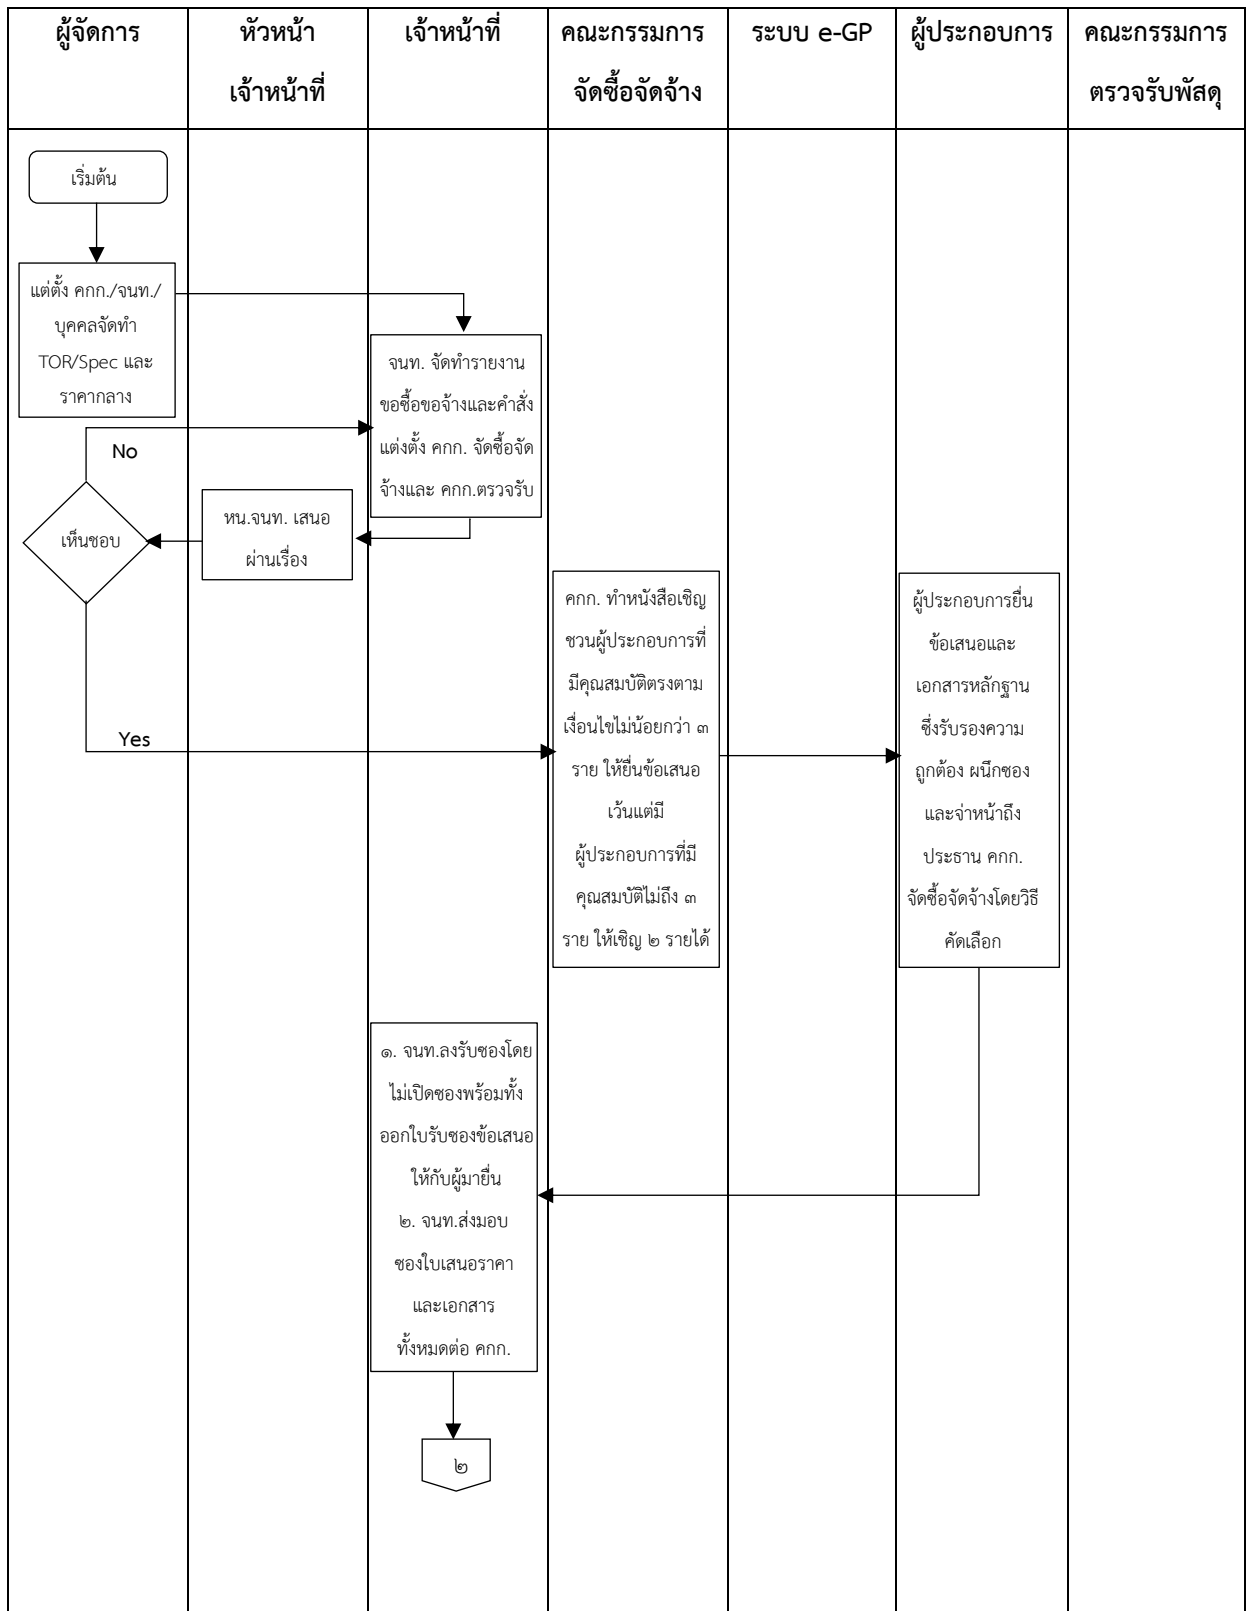 ผู้จัดการ
หัวหน้า
เจ้าหน้าที่
เจ้าหน้าที่
คณะกรรมการ
จัดซื้อจัดจ้าง
ระบบ e-GP
ผู้ประกอบการ
คณะกรรมการ
ตรวจรับพัสดุ
เริ่มต้น
แต่ตั้ง คกก./จนท./
บุคคลจัดทำ
TOR/Spec และ
ราคากลาง
จนท. จัดทำรายงาน
ขอซื้อขอจ้างและคำสั่ง
แต่งตั้ง คกก. จัดซื้อจัด
จ้างและ คกก.ตรวจรับ
No
หน.จนท. เสนอ
ผ่านเรื่อง
เห็นชอบ
Yes
คกก. ทำหนังสือเชิญ
ชวนผู้ประกอบการที่
มีคุณสมบัติตรงตาม
เงื่อนไขไม่น้อยกว่า ๓
ราย ให้ยื่นข้อเสนอ
เว้นแต่มี
ผู้ประกอบการที่มี
คุณสมบัติไม่ถึง ๓
ราย ให้เชิญ ๒ รายได้
ผู้ประกอบการยื่น
ข้อเสนอและ
เอกสารหลักฐาน
ซึ่งรับรองความ
ถูกต้อง ผนึกซอง
และจ่าหน้าถึง
ประธาน คกก.
จัดซื้อจัดจ้างโดยวิธี
คัดเลือก
๑. จนท.ลงรับซองโดย
ไม่เปิดซองพร้อมทั้ง
ออกใบรับซองข้อเสนอ
ให้กับผู้มายื่น
๒. จนท.ส่งมอบ
ซองใบเสนอราคา
และเอกสาร
ทั้งหมดต่อ คกก.
๒